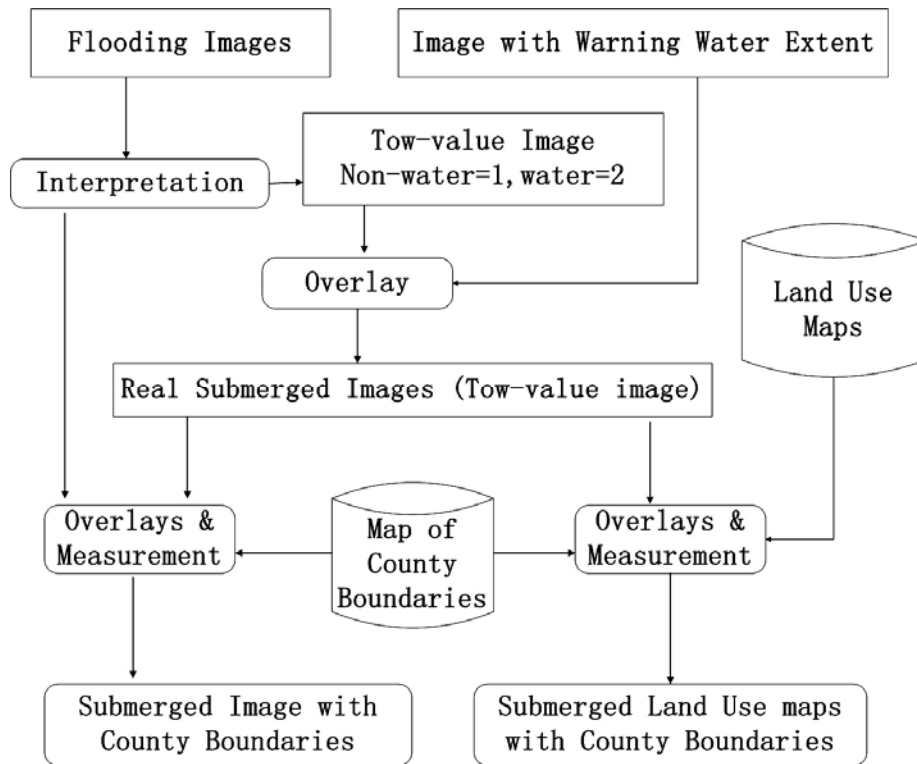 Flooding Images
Image with Warning Water Extent
Tow-value Image
Non-water=1, water=2
Interpretation
Overlay
Land Use
Maps
Real Submerged Images (Tow-value image)
Overlays &
Measurement
Map of
County
Boundaries
Overlays &
Measurement
Submerged Image with
County Boundaries
Submerged Land Use maps
with County Boundaries